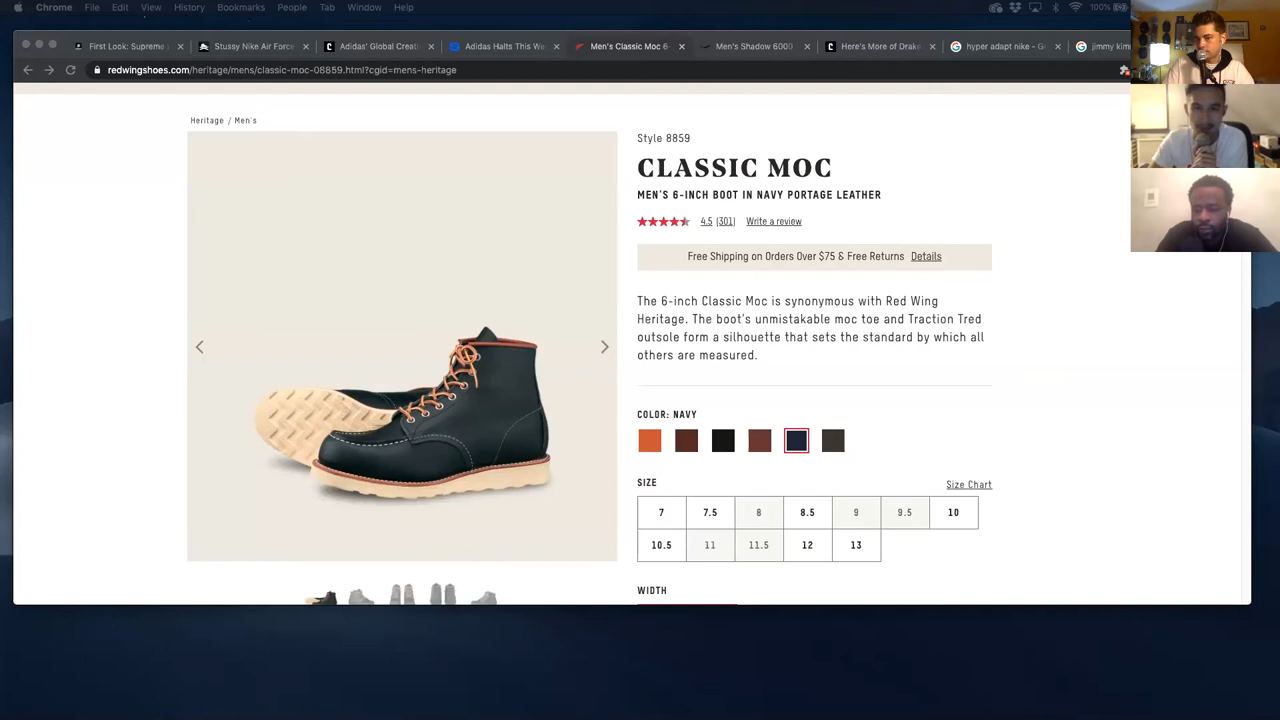 Chrome File Edit View History Bookmarks People Tab Window Help 100%
First Look: Supreme Stussy Nike Air Force Adidas' Global Creati Adidas Halts This We Men's Classic Moc 6- Men's Shadow 6000 Here's More of Drake hyper adapt nike - G jimmy kim
redwingshoes.com/heritage/mens/classic-moc-08859.html?cgid=mens-heritage
Heritage / Men's
Style 8859
CLASSIC MOC
MEN'S 6-INCH BOOT IN NAVY PORTAGE LEATHER
4.5 (301) Write a review
Free Shipping on Orders Over $75 & Free Returns Details
The 6-inch Classic Moc is synonymous with Red Wing
Heritage. The boot's unmistakable moc toe and Traction Tred
outsole form a silhouette that sets the standard by which all
others are measured.
COLOR: NAVY
SIZE Size Chart
7 7.5 8 8.5 9 9.5 10
10.5 11 11.5 12 13
WIDTH